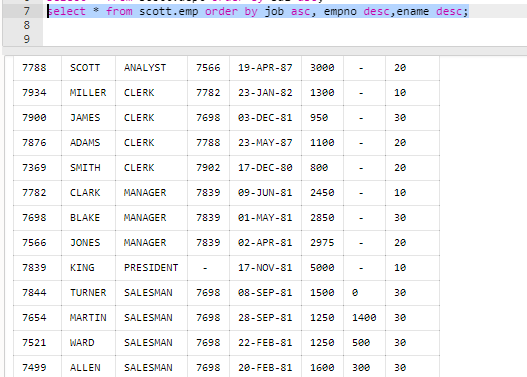 7 select * from scott.emp order by job asc, empno desc,ename desc;
8
9
7788 SCOTT ANALYST 7566 19-APR-87 3000 - 20
7934 MILLER CLERK 7782 23-JAN-82 1300 - 10
7900 JAMES CLERK 7698 03-DEC-81 950 - 30
7876 ADAMS CLERK 7788 23-MAY-87 1100 - 20
7369 SMITH CLERK 7902 17-DEC-80 800 - 20
7782 CLARK MANAGER 7839 09-JUN-81 2450 - 10
7698 BLAKE MANAGER 7839 01-MAY-81 2850 - 30
7566 JONES MANAGER 7839 02-APR-81 2975 - 20
7839 KING PRESIDENT - 17-NOV-81 5000 - 10
7844 TURNER SALESMAN 7698 08-SEP-81 1500 0 30
7654 MARTIN SALESMAN 7698 28-SEP-81 1250 1400 30
7521 WARD SALESMAN 7698 22-FEB-81 1250 500 30
7499 ALLEN SALESMAN 7698 20-FEB-81 1600 300 30